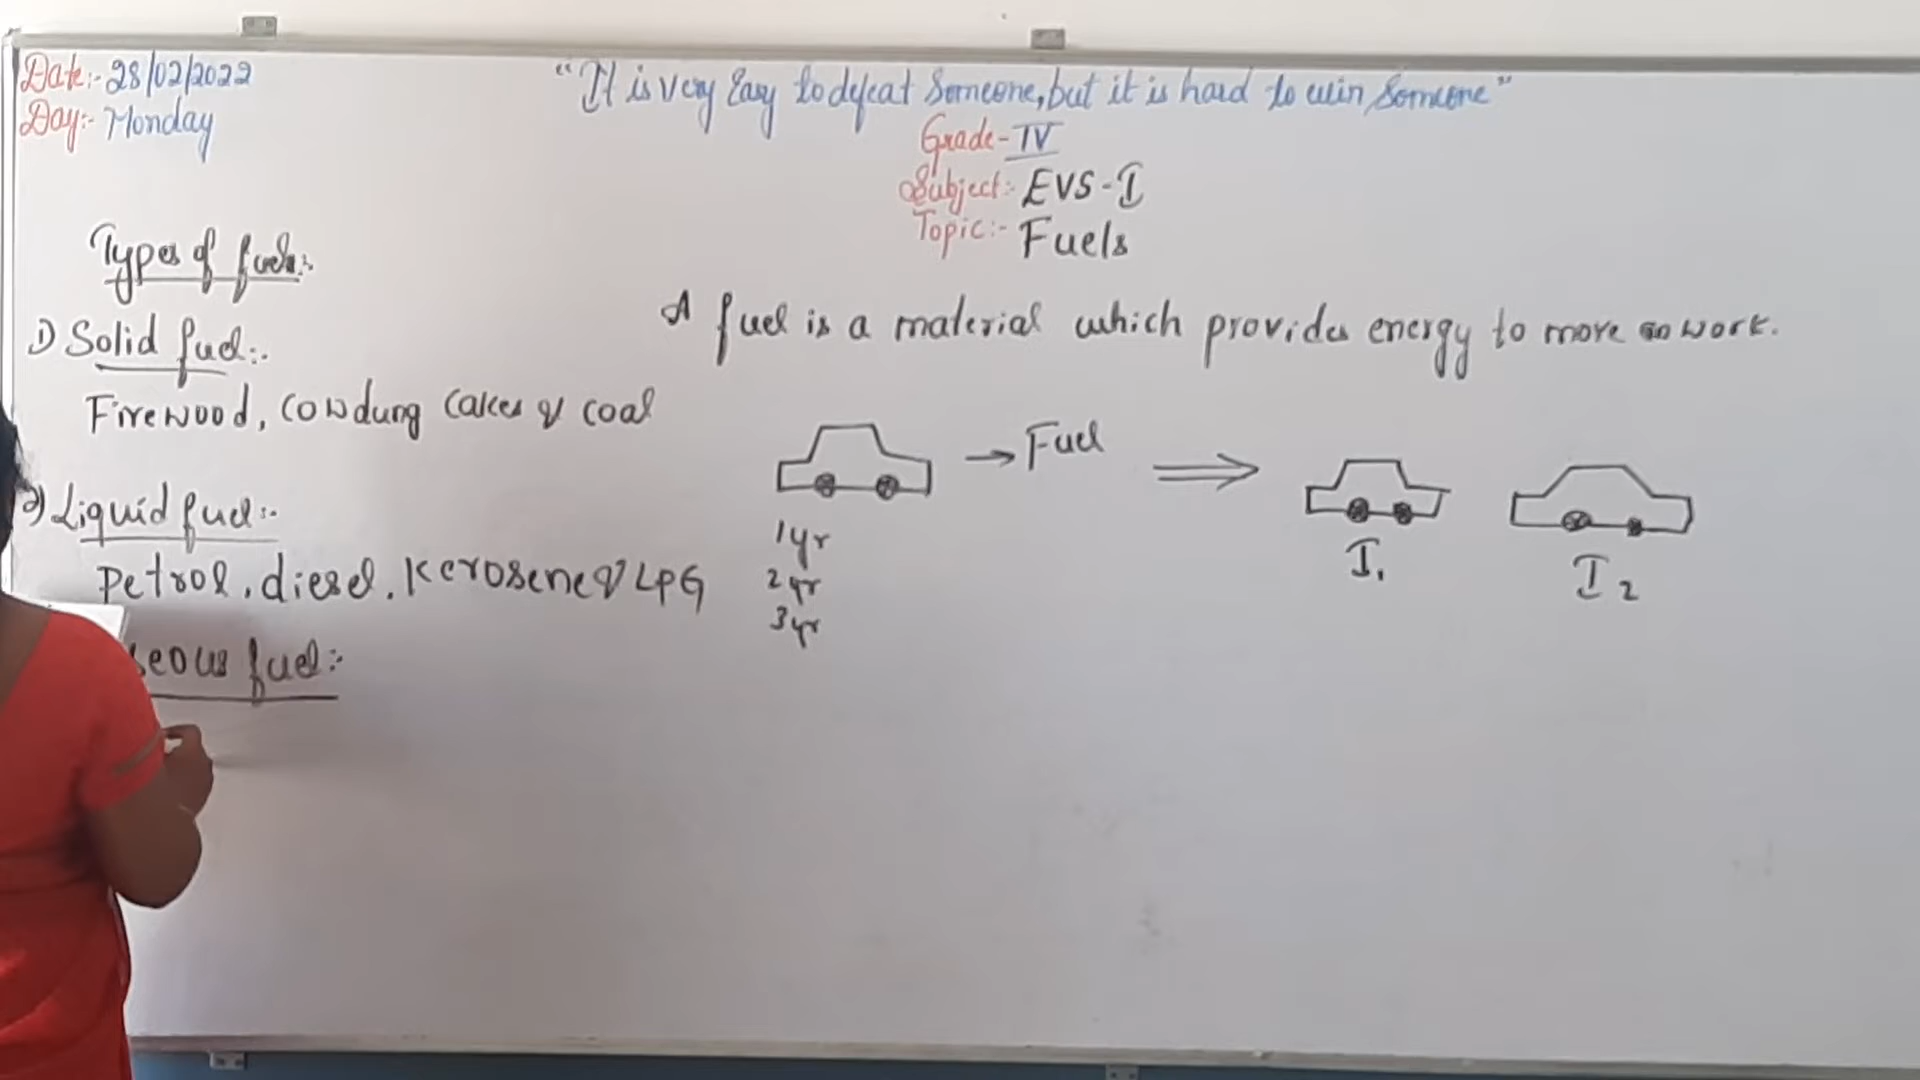 Date:- 28/02/2022
Day:- Monday
"It is very Easy to defeat Someone, but it is hard to win Someone"
Grade- IV
Subject:- EVS-I
Topic:- Fuels
Types of fuels:-
1) Solid fuel:-
Firewood, cowdung cakes & coal
2) Liquid fuel:-
Petrol, diesel, Kerosene & LPG
seous fuel:-
A fuel is a material which provides energy to more work.
→ Fuel ⇒
1yr
2yr
3yr
I1
I2